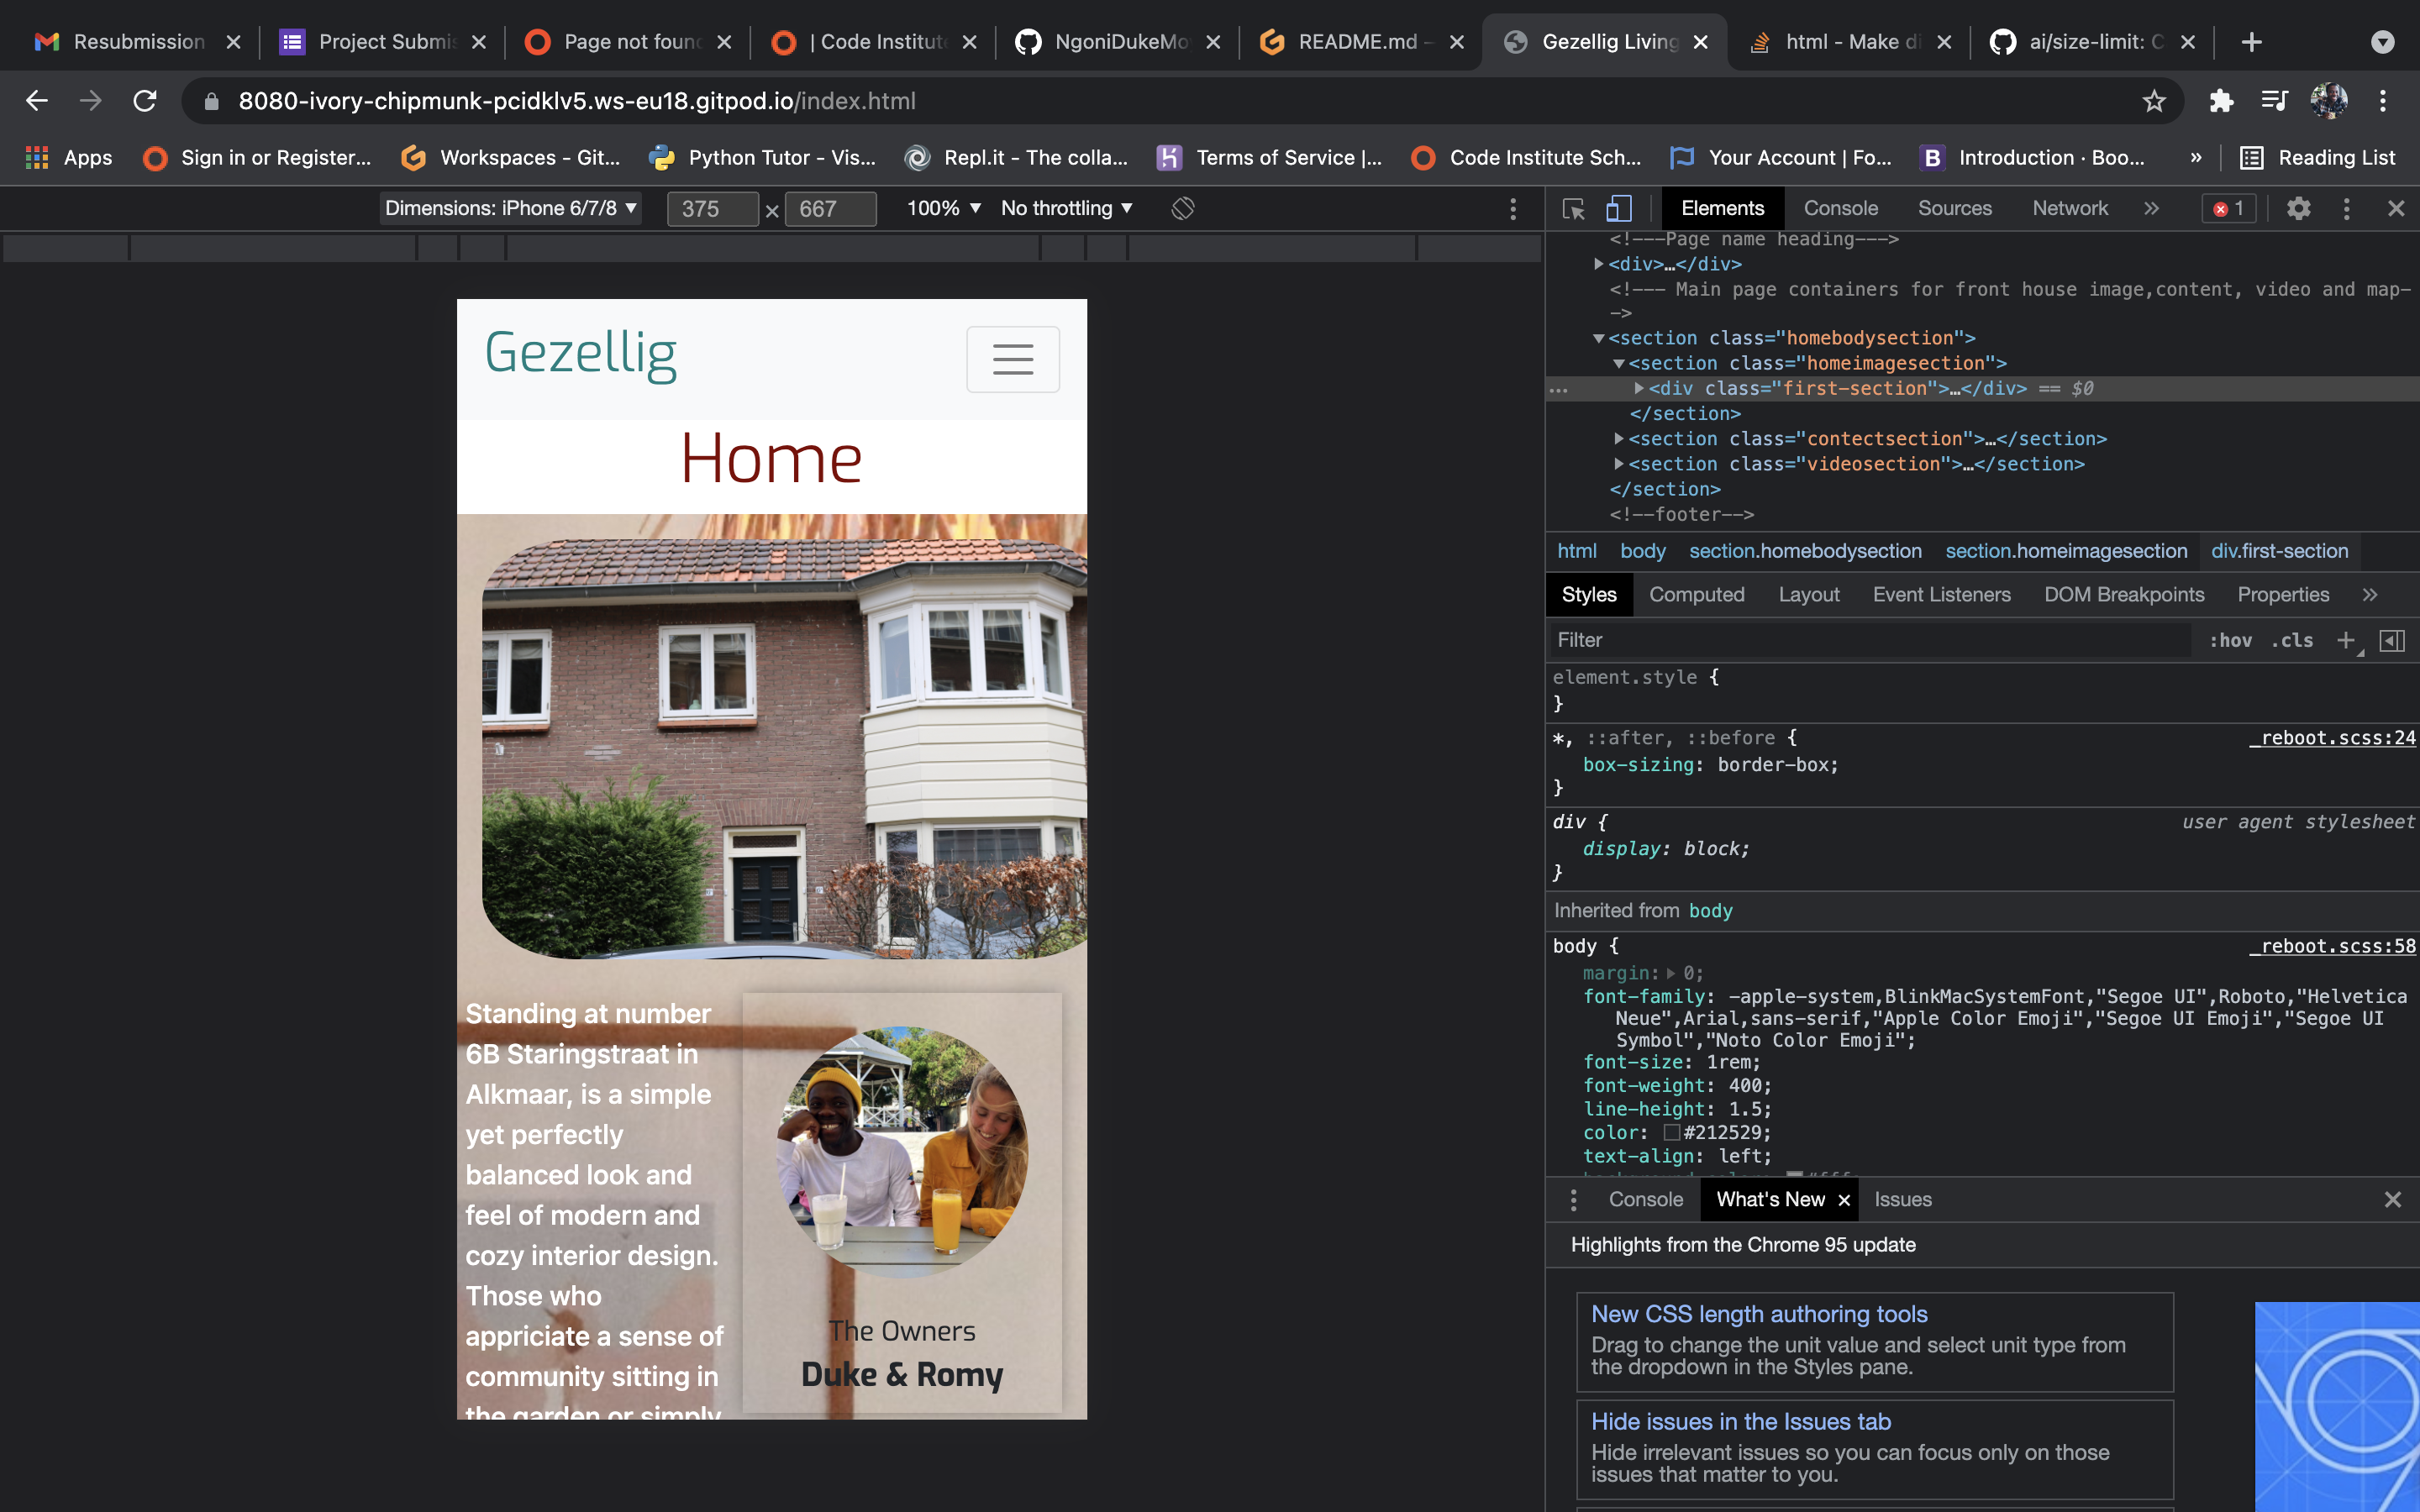 Resubmission
Project Submis
Page not found
| Code Institute
NgoniDukeMo
README.md -
Gezellig Living
html - Make di
ai/size-limit: C
8080-ivory-chipmunk-pcidklv5.ws-eu18.gitpod.io/index.html
Apps
Sign in or Register...
Workspaces - Git...
Python Tutor - Vis...
Repl.it - The colla...
Terms of Service |...
Code Institute Sch...
Your Account | Fo...
Introduction · Boo...
»
Reading List
Dimensions: iPhone 6/7/8 ▼
375 × 667
100% ▼
No throttling ▼
Elements
Console
Sources
Network
»
1
<!---Page name heading--->
<div>…</div>
<!--- Main page containers for front house image,content, video and map-
->
<section class="homebodysection">
<section class="homeimagesection">
<div class="first-section">…</div> == $0
</section>
<section class="contectsection">…</section>
<section class="videosection">…</section>
</section>
<!--footer-->
html body section.homebodysection section.homeimagesection div.first-section
Styles
Computed
Layout
Event Listeners
DOM Breakpoints
Properties
»
Filter
:hov .cls +
element.style {
}
*, ::after, ::before {
_reboot.scss:24
box-sizing: border-box;
}
div {
user agent stylesheet
display: block;
}
Inherited from body
body {
_reboot.scss:58
margin: 0;
font-family: -apple-system,BlinkMacSystemFont,"Segoe UI",Roboto,"Helvetica
Neue",Arial,sans-serif,"Apple Color Emoji","Segoe UI Emoji","Segoe UI
Symbol","Noto Color Emoji";
font-size: 1rem;
font-weight: 400;
line-height: 1.5;
color: #212529;
text-align: left;
Console
What's New
Issues
Highlights from the Chrome 95 update
New CSS length authoring tools
Drag to change the unit value and select unit type from
the dropdown in the Styles pane.
Hide issues in the Issues tab
Hide irrelevant issues so you can focus only on those
issues that matter to you.
Gezellig
Home
Standing at number
6B Staringstraat in
Alkmaar, is a simple
yet perfectly
balanced look and
feel of modern and
cozy interior design.
Those who
appriciate a sense of
community sitting in
the garden or simply
The Owners
Duke & Romy